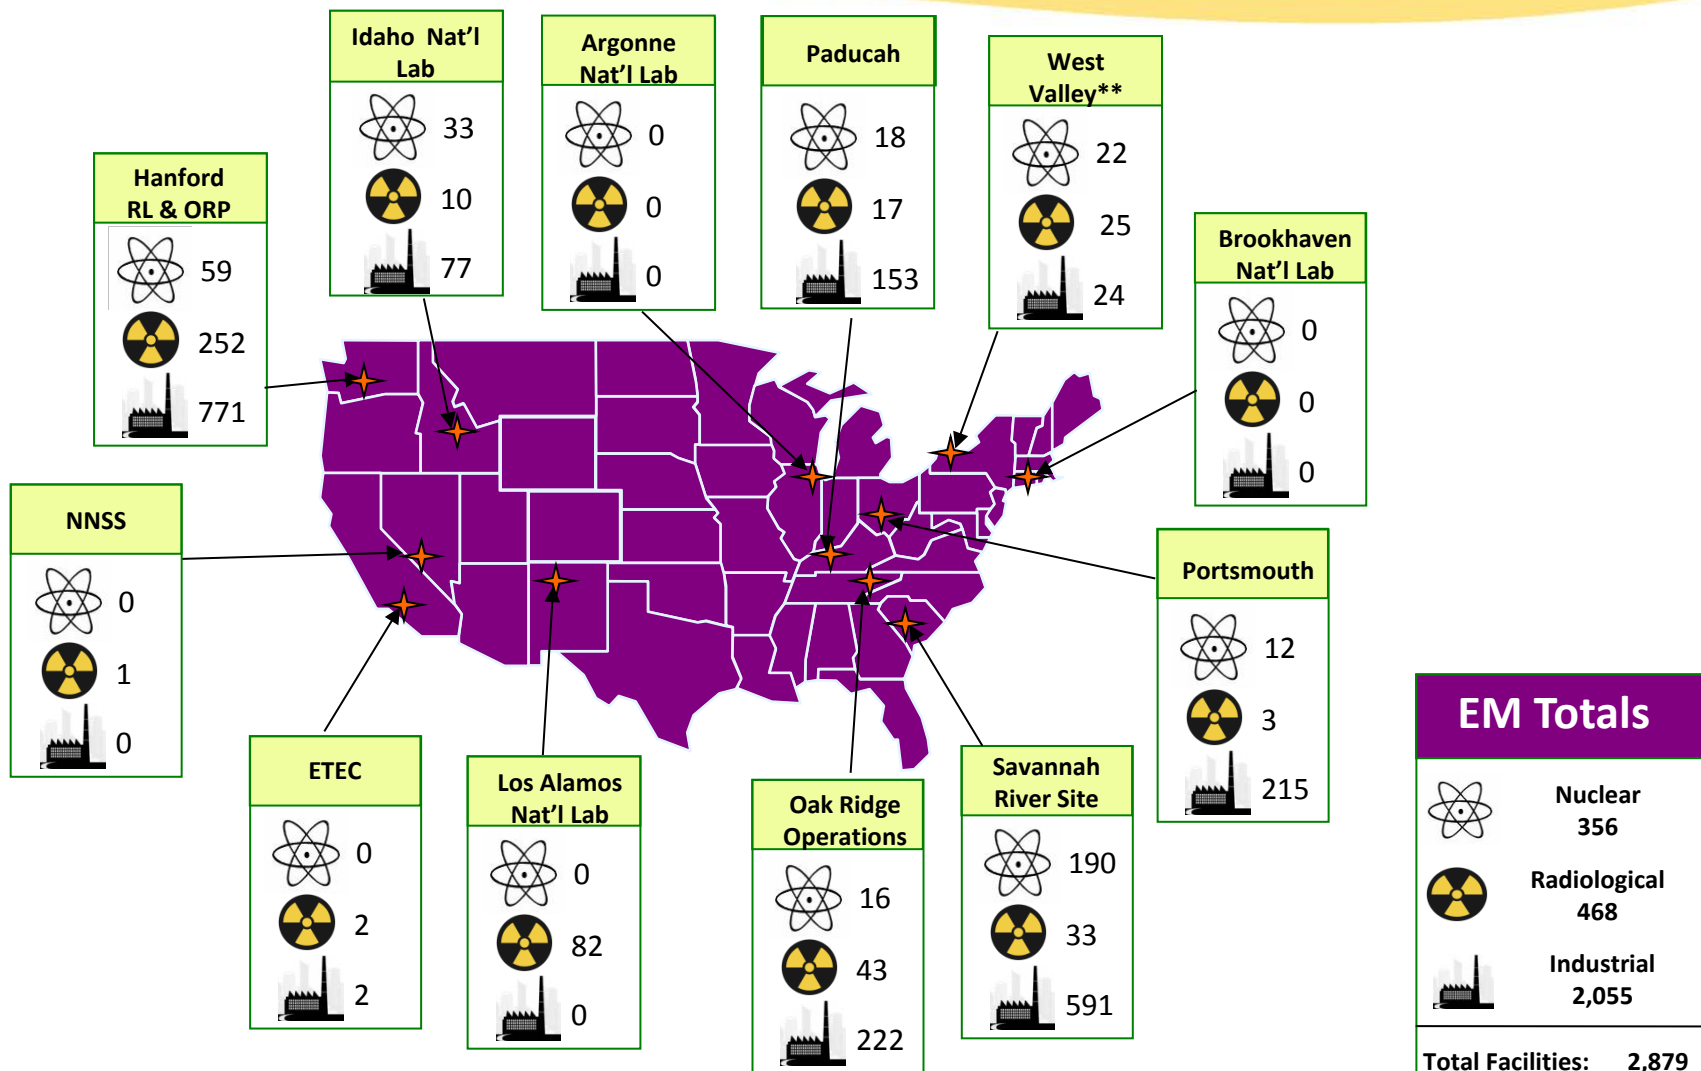 Idaho Nat'l
Lab
33
10
77
Argonne
Nat'l Lab
0
0
0
Paducah
18
17
153
West
Valley**
22
25
24
Hanford
RL & ORP
59
252
771
Brookhaven
Nat'l Lab
0
0
0
NNSS
0
1
0
Portsmouth
12
3
215
ETEC
0
2
2
Los Alamos
Nat'l Lab
0
82
0
Oak Ridge
Operations
16
43
222
Savannah
River Site
190
33
591
EM Totals
Nuclear
356
Radiological
468
Industrial
2,055
Total Facilities: 2,879